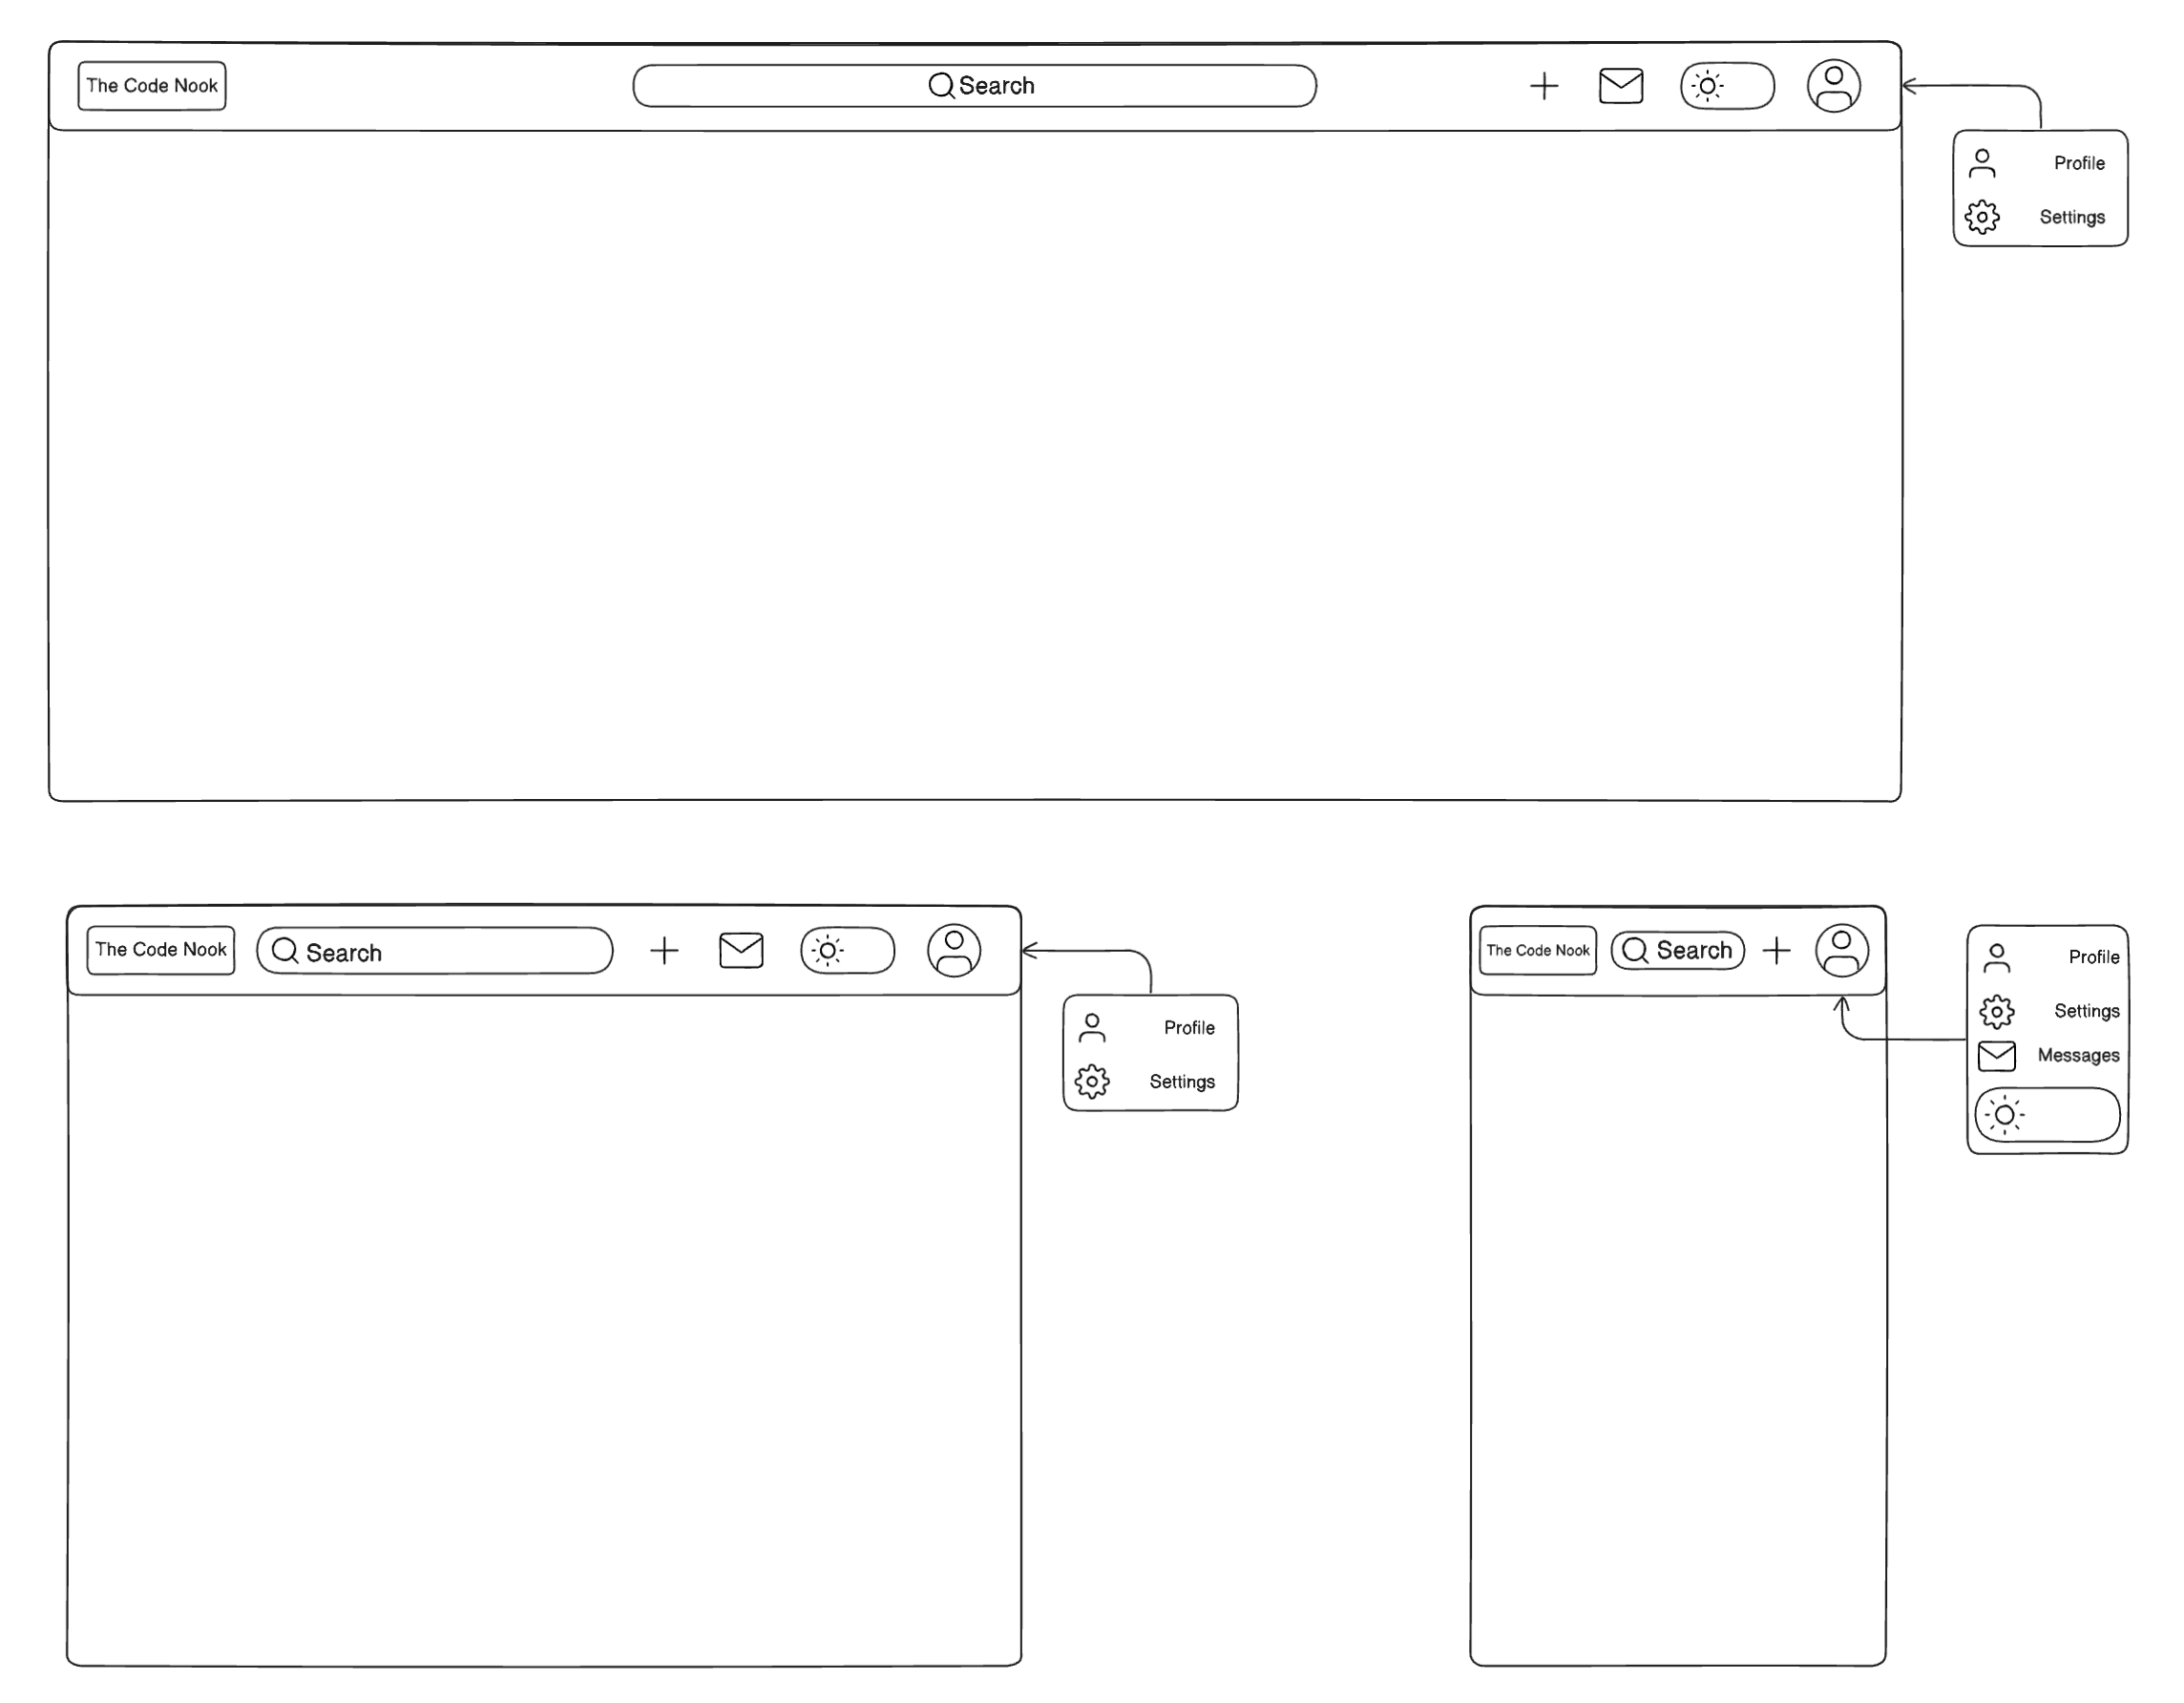 The Code Nook
Search
Profile
Settings
The Code Nook
Search
Profile
Settings
The Code Nook
Search
Profile
Settings
Messages